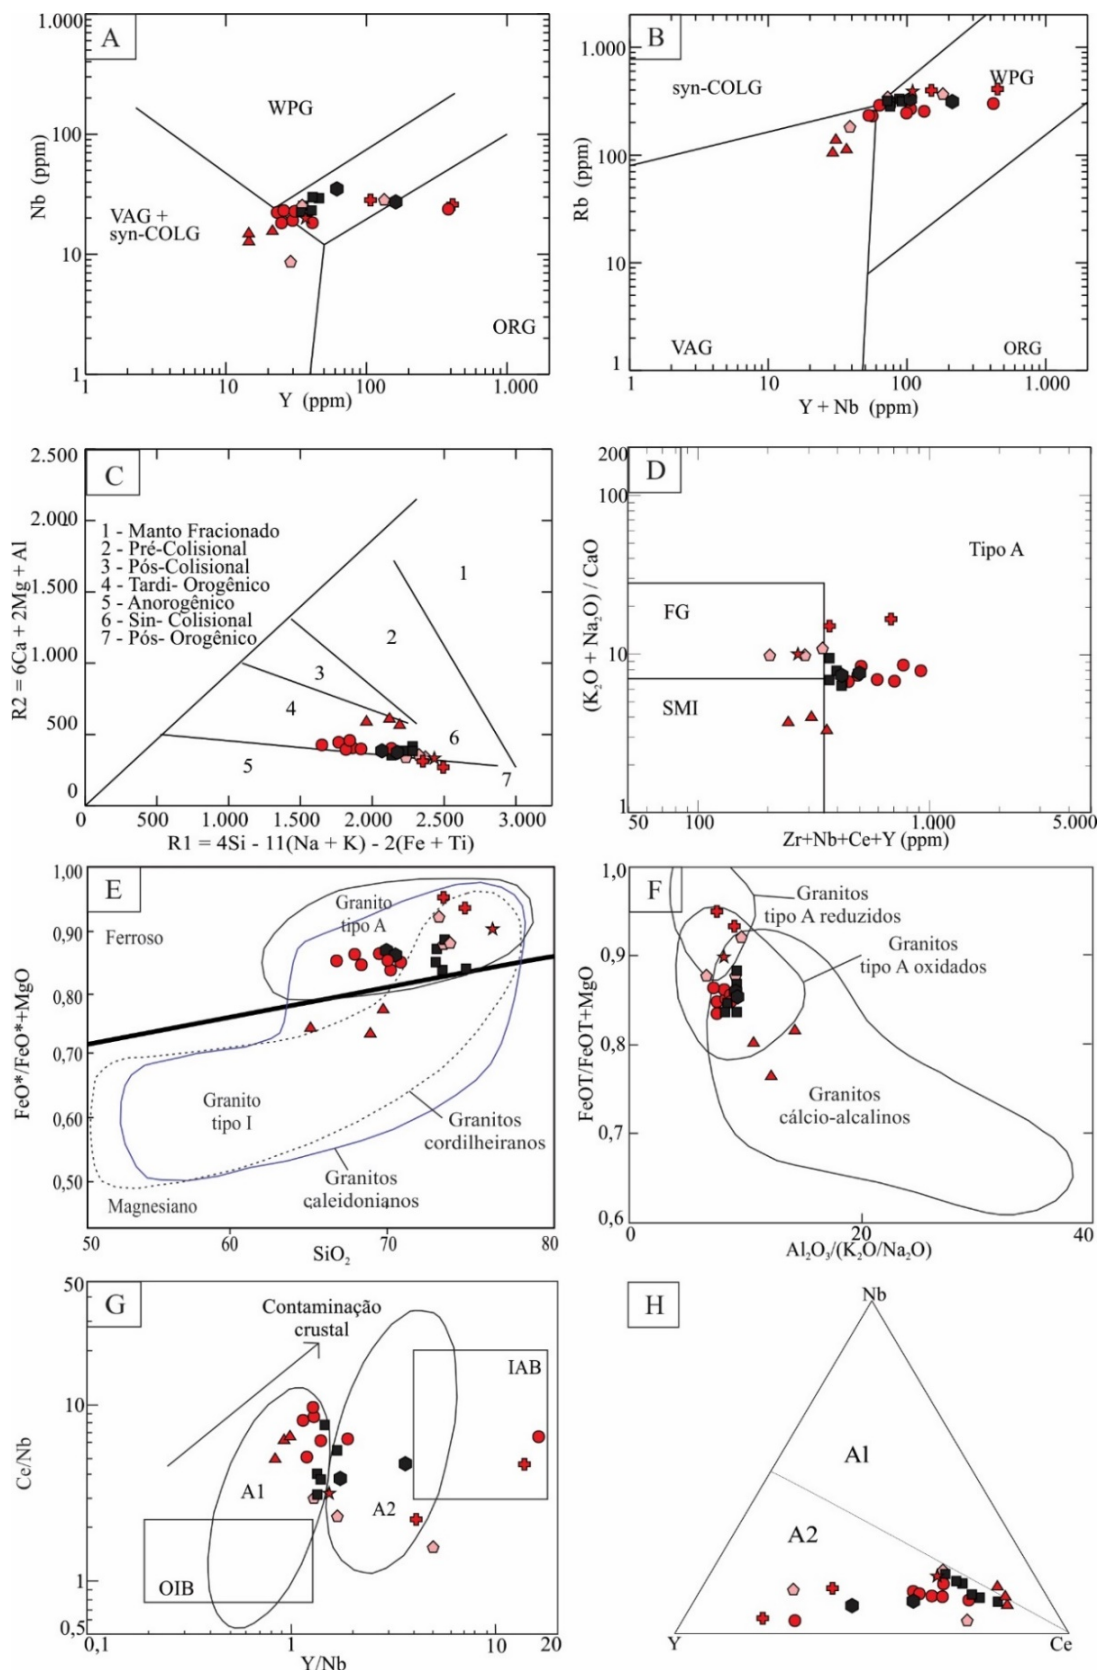 A
1.000
100
10
1
Nb (ppm)
WPG
VAG +
syn-COLG
ORG
1
10
100
1.000
Y (ppm)
B
1.000
100
10
1
Rb (ppm)
syn-COLG
WPG
VAG
ORG
1
10
100
1.000
Y + Nb (ppm)
C
2.500
2.000
1.500
1.000
500
0
R2 = 6Ca + 2Mg + Al
1 - Manto Fracionado
2 - Pré-Colisional
3 - Pós-Colisional
4 - Tardi- Orogênico
5 - Anorogênico
6 - Sin- Colisional
7 - Pós- Orogênico
1
2
3
4
5
6
7
0
500
1.000
1.500
2.000
2.500
3.000
R1 = 4Si - 11(Na + K) - 2(Fe + Ti)
D
200
100
10
1
(K₂O + Na₂O) / CaO
Tipo A
FG
SMI
50
100
1.000
5.000
Zr+Nb+Ce+Y (ppm)
E
1,00
0,90
0,80
0,70
0,60
0,50
FeO*/FeO*+MgO
Ferroso
Granito
tipo A
Granito
tipo I
Granitos
cordilheiranos
Granitos
caleidonianos
Magnesiano
50
60
70
80
SiO₂
F
1,0
0,9
0,8
0,7
0,6
FeOT/FeOT+MgO
Granitos
tipo A reduzidos
Granitos
tipo A oxidados
Granitos
cálcio-alcalinos
0
20
40
Al₂O₃/(K₂O/Na₂O)
G
50
10
1
0,5
Ce/Nb
Contaminação
crustal
IAB
A1
A2
OIB
0,1
1
10
20
Y/Nb
H
Nb
A1
A2
Y
Ce